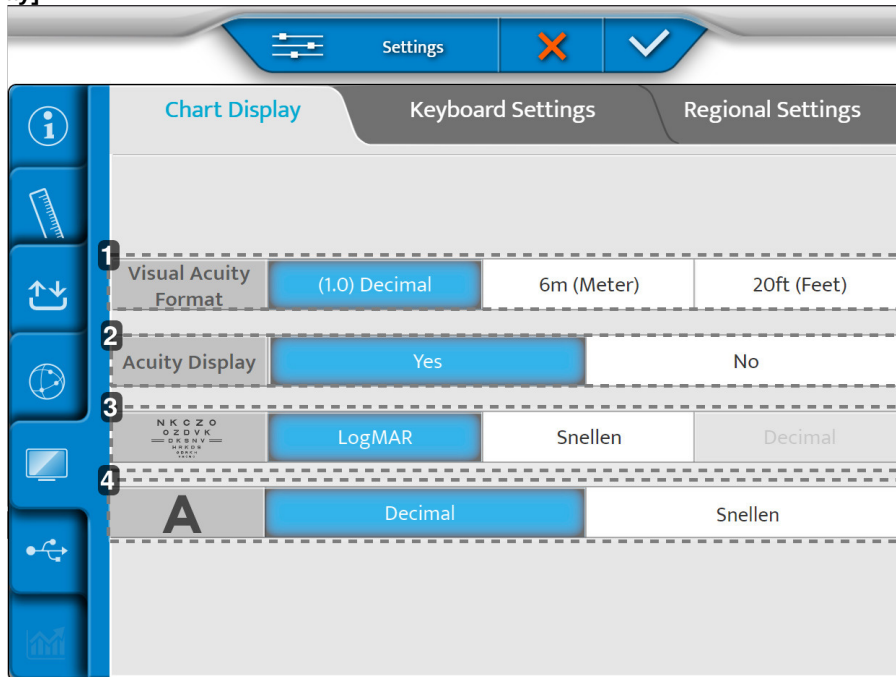 ay]
Settings
Chart Display
Keyboard Settings
Regional Settings
1
Visual Acuity
Format
(1.0) Decimal
6m (Meter)
20ft (Feet)
2
Acuity Display
Yes
No
3
N K C Z O
O Z D V K
D K S N V
LogMAR
Snellen
Decimal
4
A
Decimal
Snellen